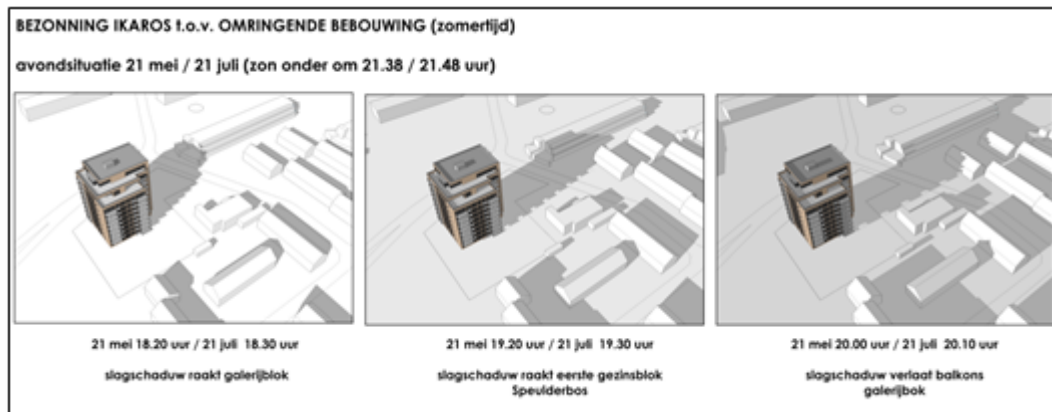 BEZONNING IKAROS t.o.v. OMRINGENDE BEBOUWING (zomertijd)
avondsituatie 21 mei / 21 juli (zon onder om 21.38 / 21.48 uur)
21 mei 18.20 uur / 21 juli 18.30 uur
slagschaduw raakt galerijblok
21 mei 19.20 uur / 21 juli 19.30 uur
slagschaduw raakt eerste gezinsblok
Speulderbos
21 mei 20.00 uur / 21 juli 20.10 uur
slagschaduw verlaat balkons
galerijbok